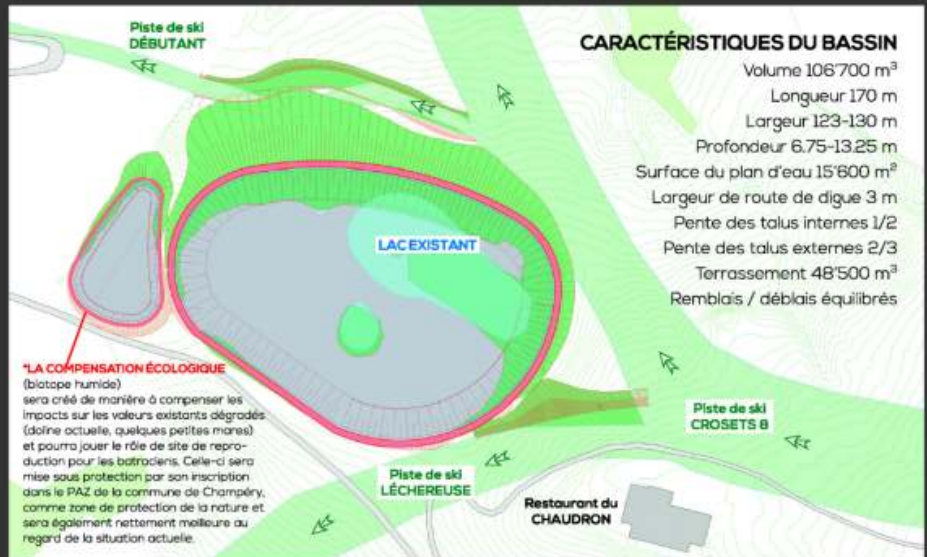 Piste de ski
DÉBUTANT
CARACTÉRISTIQUES DU BASSIN
Volume 106'700 m³
Longueur 170 m
Largeur 123-130 m
Profondeur 6.75-13.25 m
Surface du plan d'eau 15'600 m²
Largeur de route de digue 3 m
Pente des talus internes 1/2
Pente des talus externes 2/3
Terrassement 48'500 m³
Remblais / déblais équilibrés
LAC EXISTANT
*LA COMPENSATION ÉCOLOGIQUE
(biotope humide)
sera créé de manière à compenser les
impacts sur les valeurs existants dégradés
(doline actuelle, quelques petites mares)
et pourra jouer le rôle de site de repro-
duction pour les batraciens. Celle-ci sera
mise sous protection par son inscription
dans le PAZ de la commune de Champéry,
comme zone de protection de la nature et
sera également nettement meilleure au
regard de la situation actuelle.
Piste de ski
CROSETS 8
Piste de ski
LÉCHEREUSE
Restaurant du
CHAUDRON